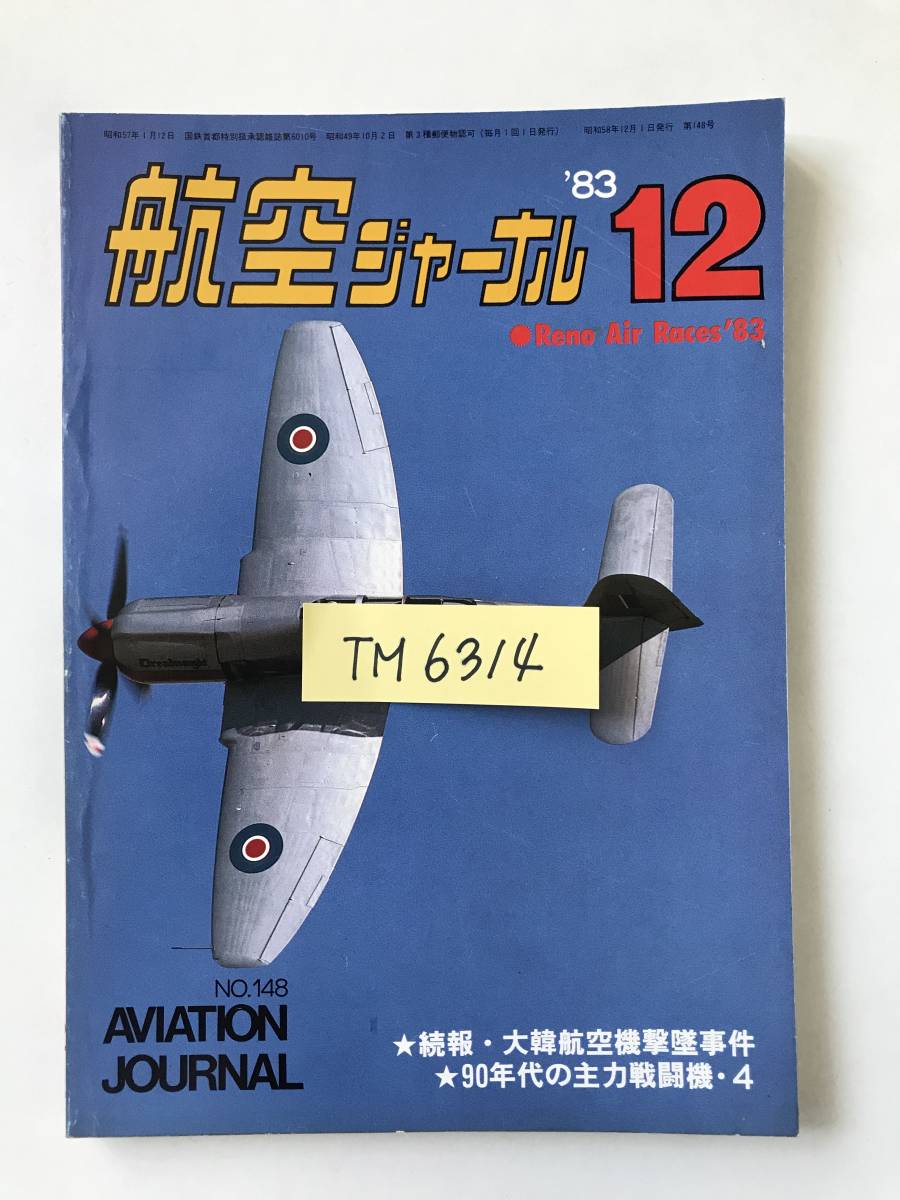 昭和57年1月12日 国鉄首都特別扱承認雑誌第6010号 昭和49年10月2日 第3種郵便物認可(毎月1回1日発行) 昭和58年12月1日発行 第148号
航空ジャーナル '83 12
●Reno Air Races'83
Dreadnought
TM 6314
NO.148
AVIATION
JOURNAL
★続報・大韓航空機撃墜事件
★90年代の主力戦闘機・4